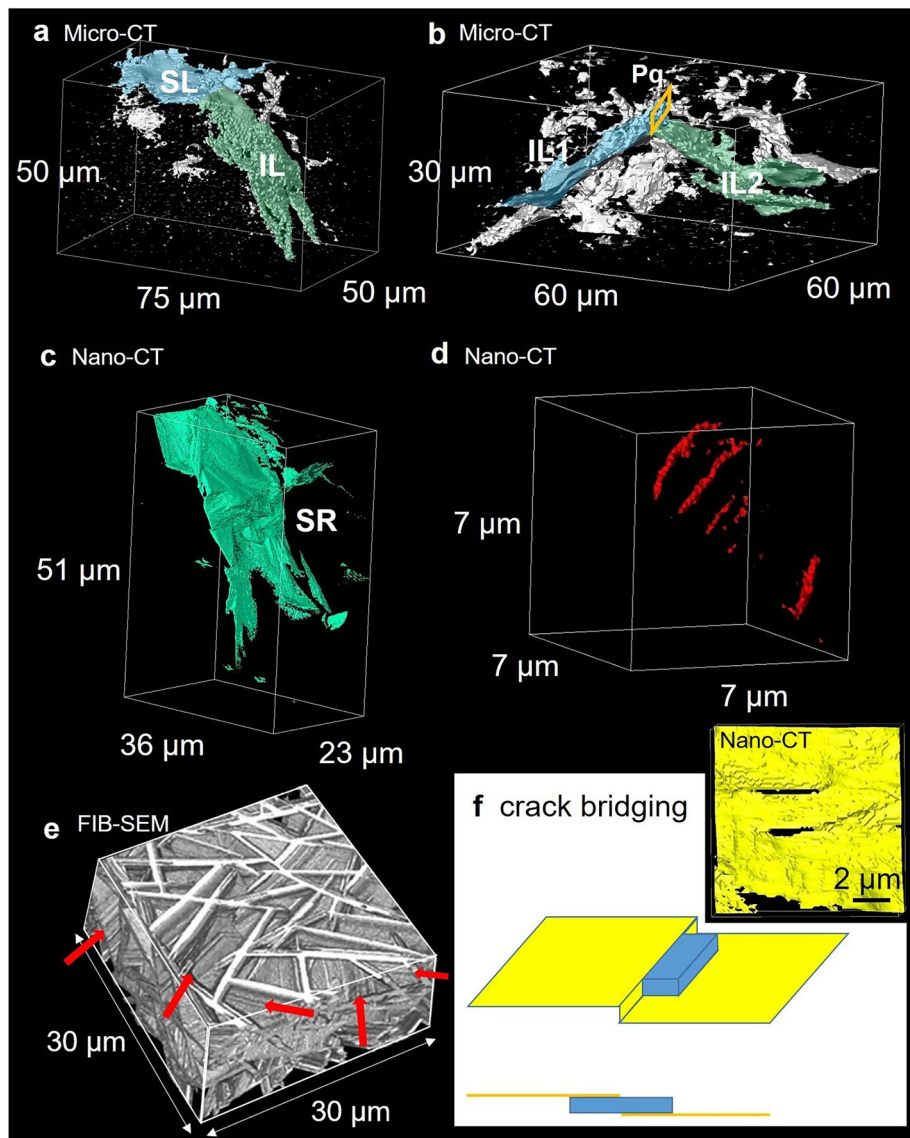 a Micro-CT
SL
IL
50 µm
75 µm
50 µm
b Micro-CT
Pq
IL1
30 µm
IL2
60 µm
60 µm
c Nano-CT
SR
51 µm
36 µm
23 µm
d Nano-CT
7 µm
7 µm
7 µm
e FIB-SEM
30 µm
30 µm
f crack bridging
Nano-CT
2 µm